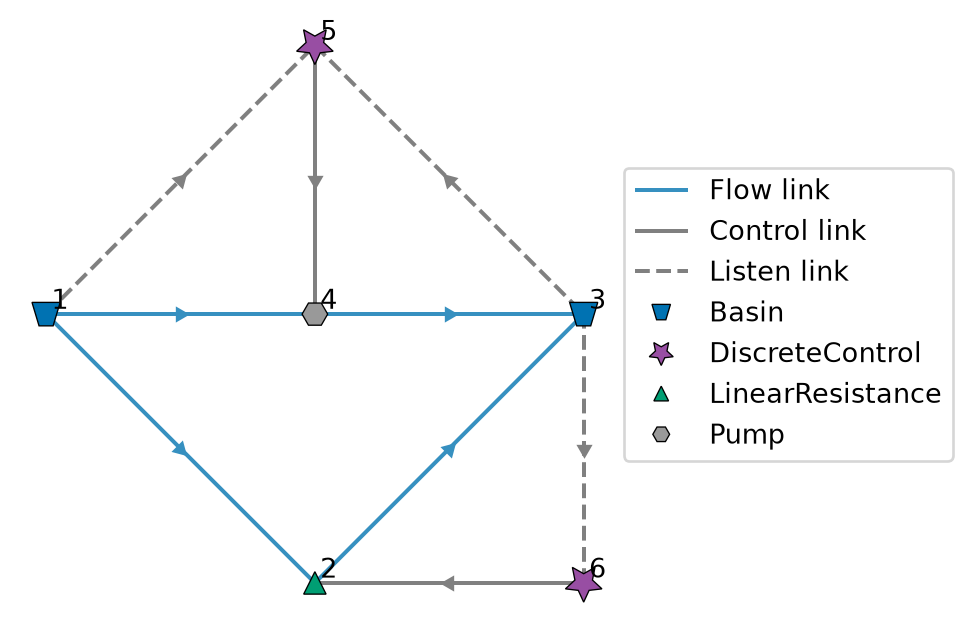 5
1
4
3
2
6
Flow link
Control link
Listen link
Basin
DiscreteControl
LinearResistance
Pump